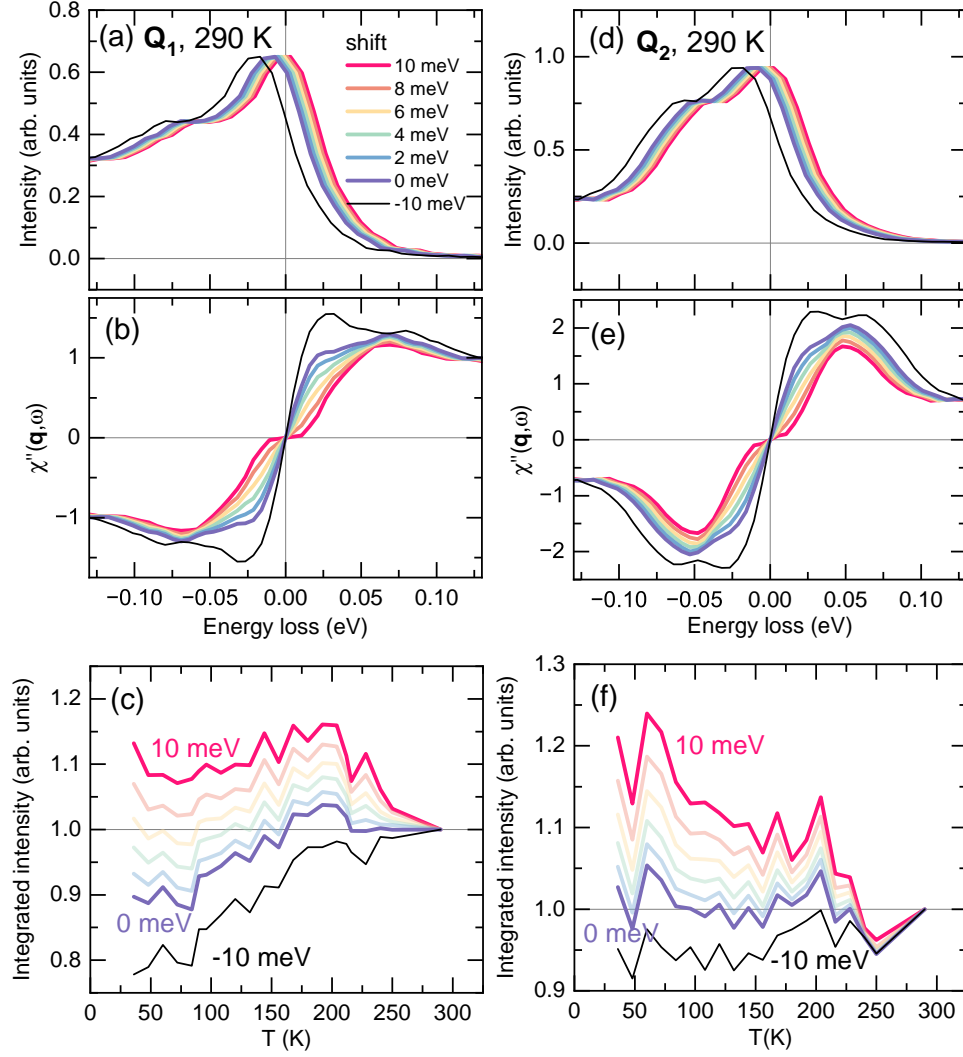 (a) Q₁, 290 K
shift
10 meV
8 meV
6 meV
4 meV
2 meV
0 meV
-10 meV
Intensity (arb. units)
0.8
0.6
0.4
0.2
0.0
(d) Q₂, 290 K
Intensity (arb. units)
1.0
0.5
0.0
(b)
χ''(q,ω)
1
0
−1
−0.10 −0.05 0.00 0.05 0.10
Energy loss (eV)
(e)
χ''(q,ω)
2
1
0
−1
−2
−0.10 −0.05 0.00 0.05 0.10
Energy loss (eV)
(c)
Integrated intensity (arb. units)
1.2
1.1
1.0
0.9
0.8
10 meV
0 meV
-10 meV
0 50 100 150 200 250 300
T (K)
(f)
Integrated intensity (arb. units)
1.3
1.2
1.1
1.0
0.9
10 meV
0 meV
-10 meV
0 50 100 150 200 250 300
T(K)